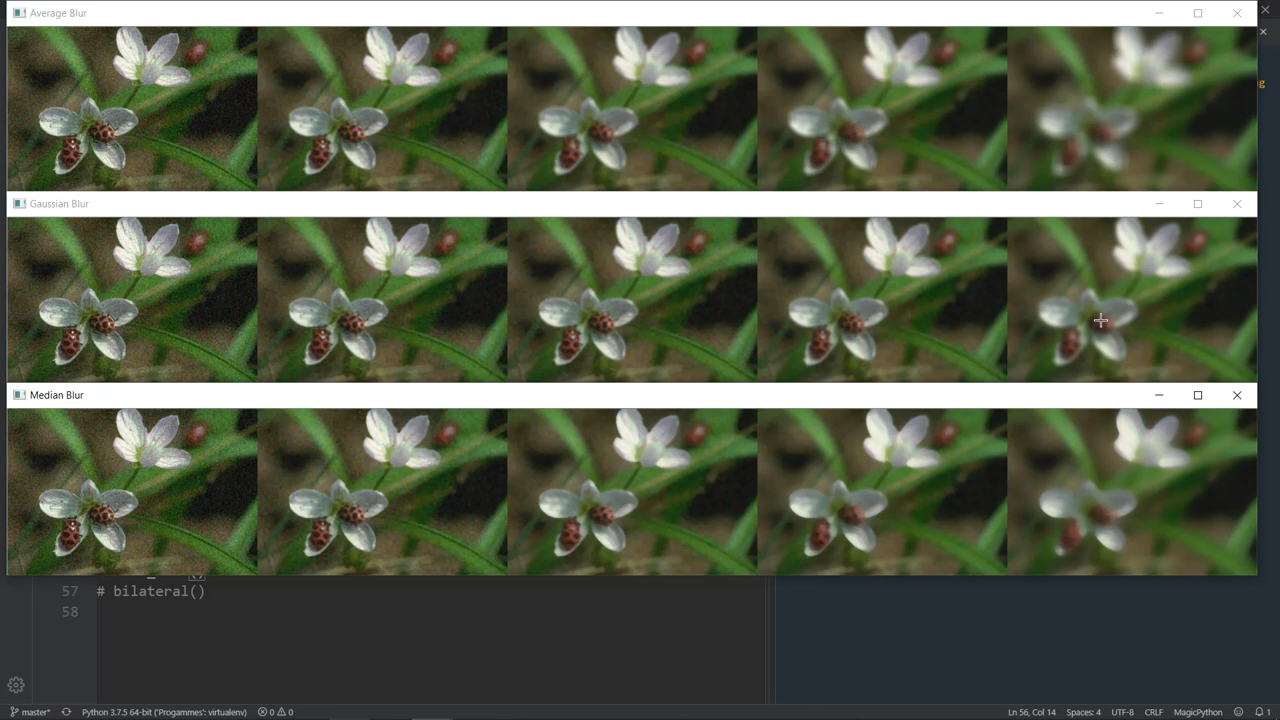 Average Blur
g
Gaussian Blur
Median Blur
57 # bilateral()
58
master* Python 3.7.5 64-bit ('Progammes': virtualenv) 0 0 Ln 56, Col 14 Spaces: 4 UTF-8 CRLF MagicPython 1